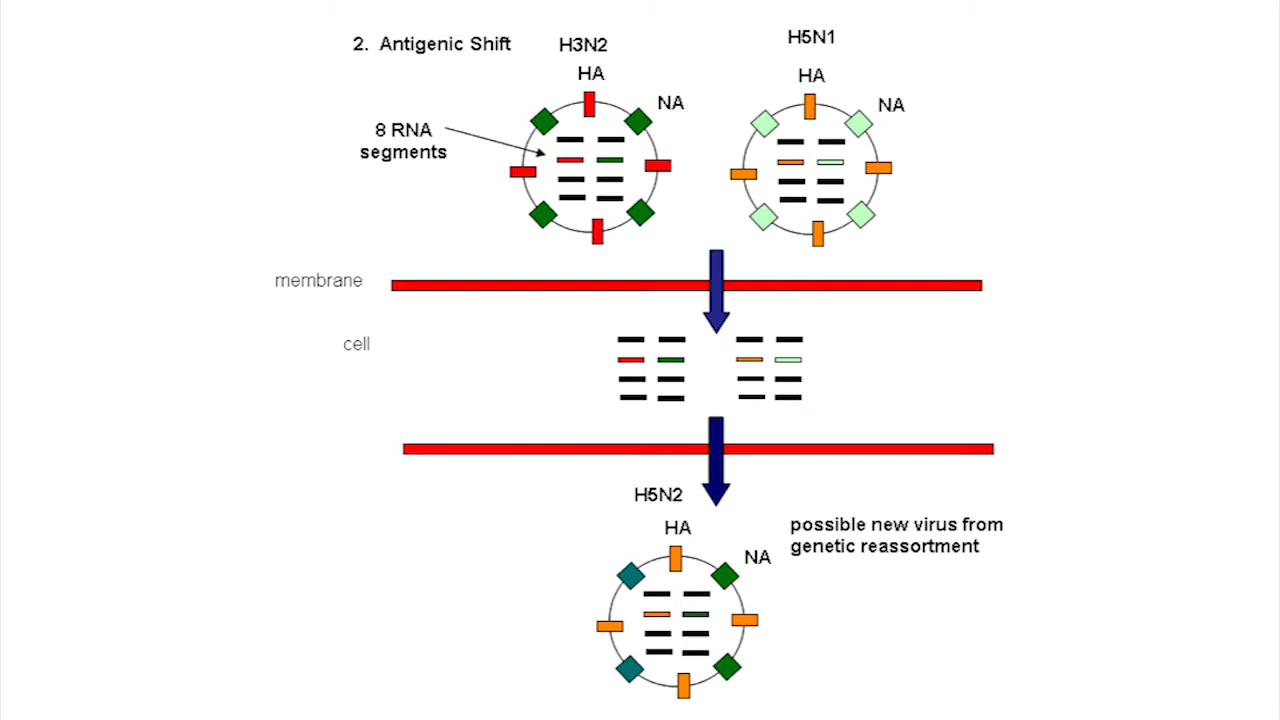 2. Antigenic Shift
H3N2
H5N1
HA
HA
NA
NA
8 RNA
segments
membrane
cell
H5N2
HA
NA
possible new virus from
genetic reassortment